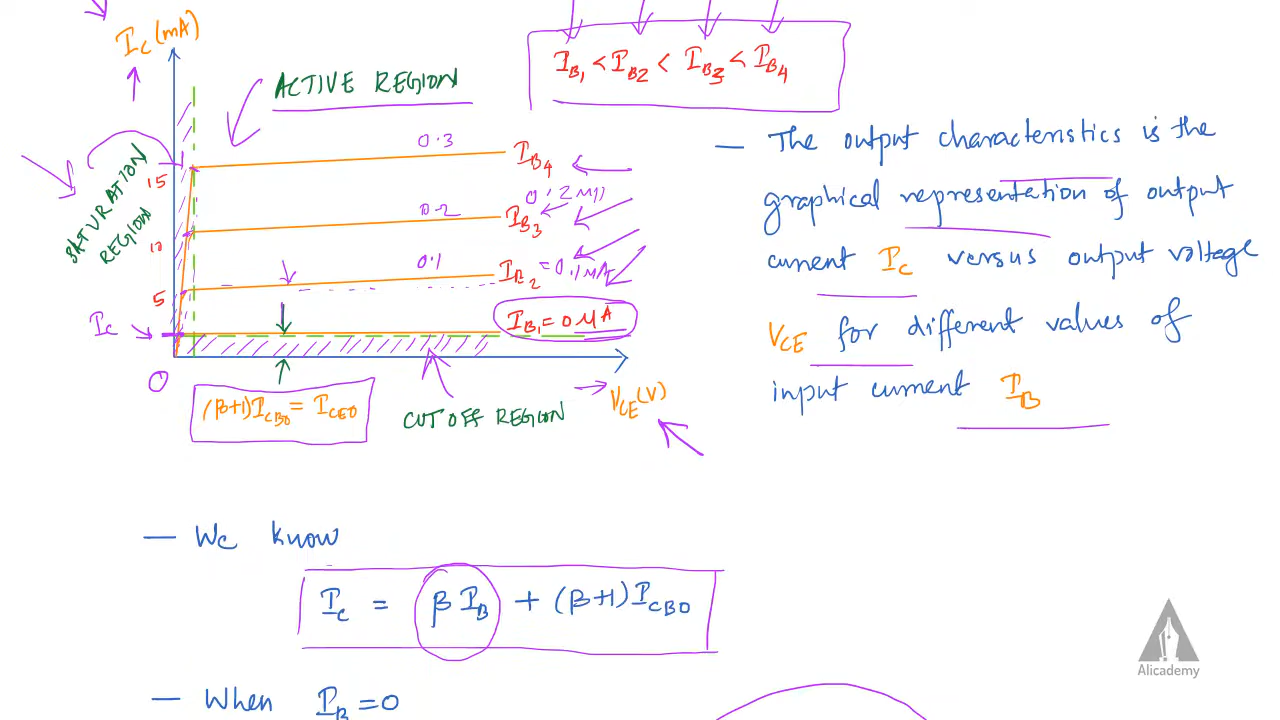 I_C (mA)
I_B1 < I_B2 < I_B3 < I_B4
ACTIVE REGION
SATURATION
REGION
15
10
5
I_C
0
0.3
I_B4
0.2 MA
0.2
I_B3
0.1
I_B2 = 0.1 MA
I_B1 = 0 MA
(β+1)I_CBO = I_CEO
CUTOFF REGION
V_CE (V)
— The output characteristics is the
graphical representation of output
current I_C versus output voltage
V_CE for different values of
input current I_B
— We know
I_C = β I_B + (β+1) I_CBO
— When I_B = 0
Alicademy